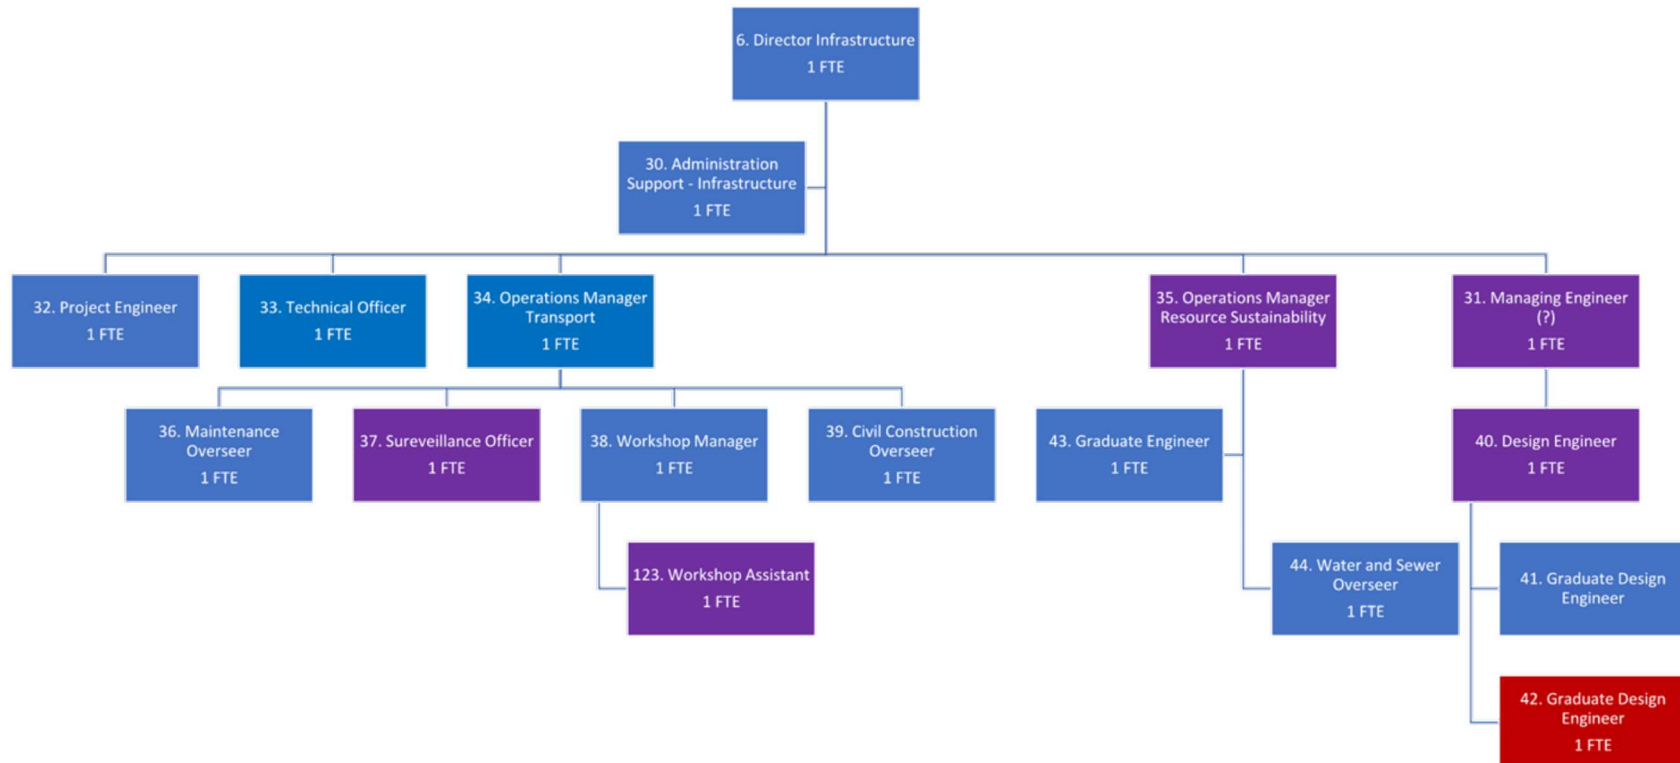 6. Director Infrastructure
1 FTE
30. Administration
Support - Infrastructure
1 FTE
32. Project Engineer
1 FTE
33. Technical Officer
1 FTE
34. Operations Manager
Transport
1 FTE
35. Operations Manager
Resource Sustainability
1 FTE
31. Managing Engineer
(?)
1 FTE
36. Maintenance
Overseer
1 FTE
37. Sureveillance Officer
1 FTE
38. Workshop Manager
1 FTE
39. Civil Construction
Overseer
1 FTE
43. Graduate Engineer
1 FTE
40. Design Engineer
1 FTE
123. Workshop Assistant
1 FTE
44. Water and Sewer
Overseer
1 FTE
41. Graduate Design
Engineer
42. Graduate Design
Engineer
1 FTE